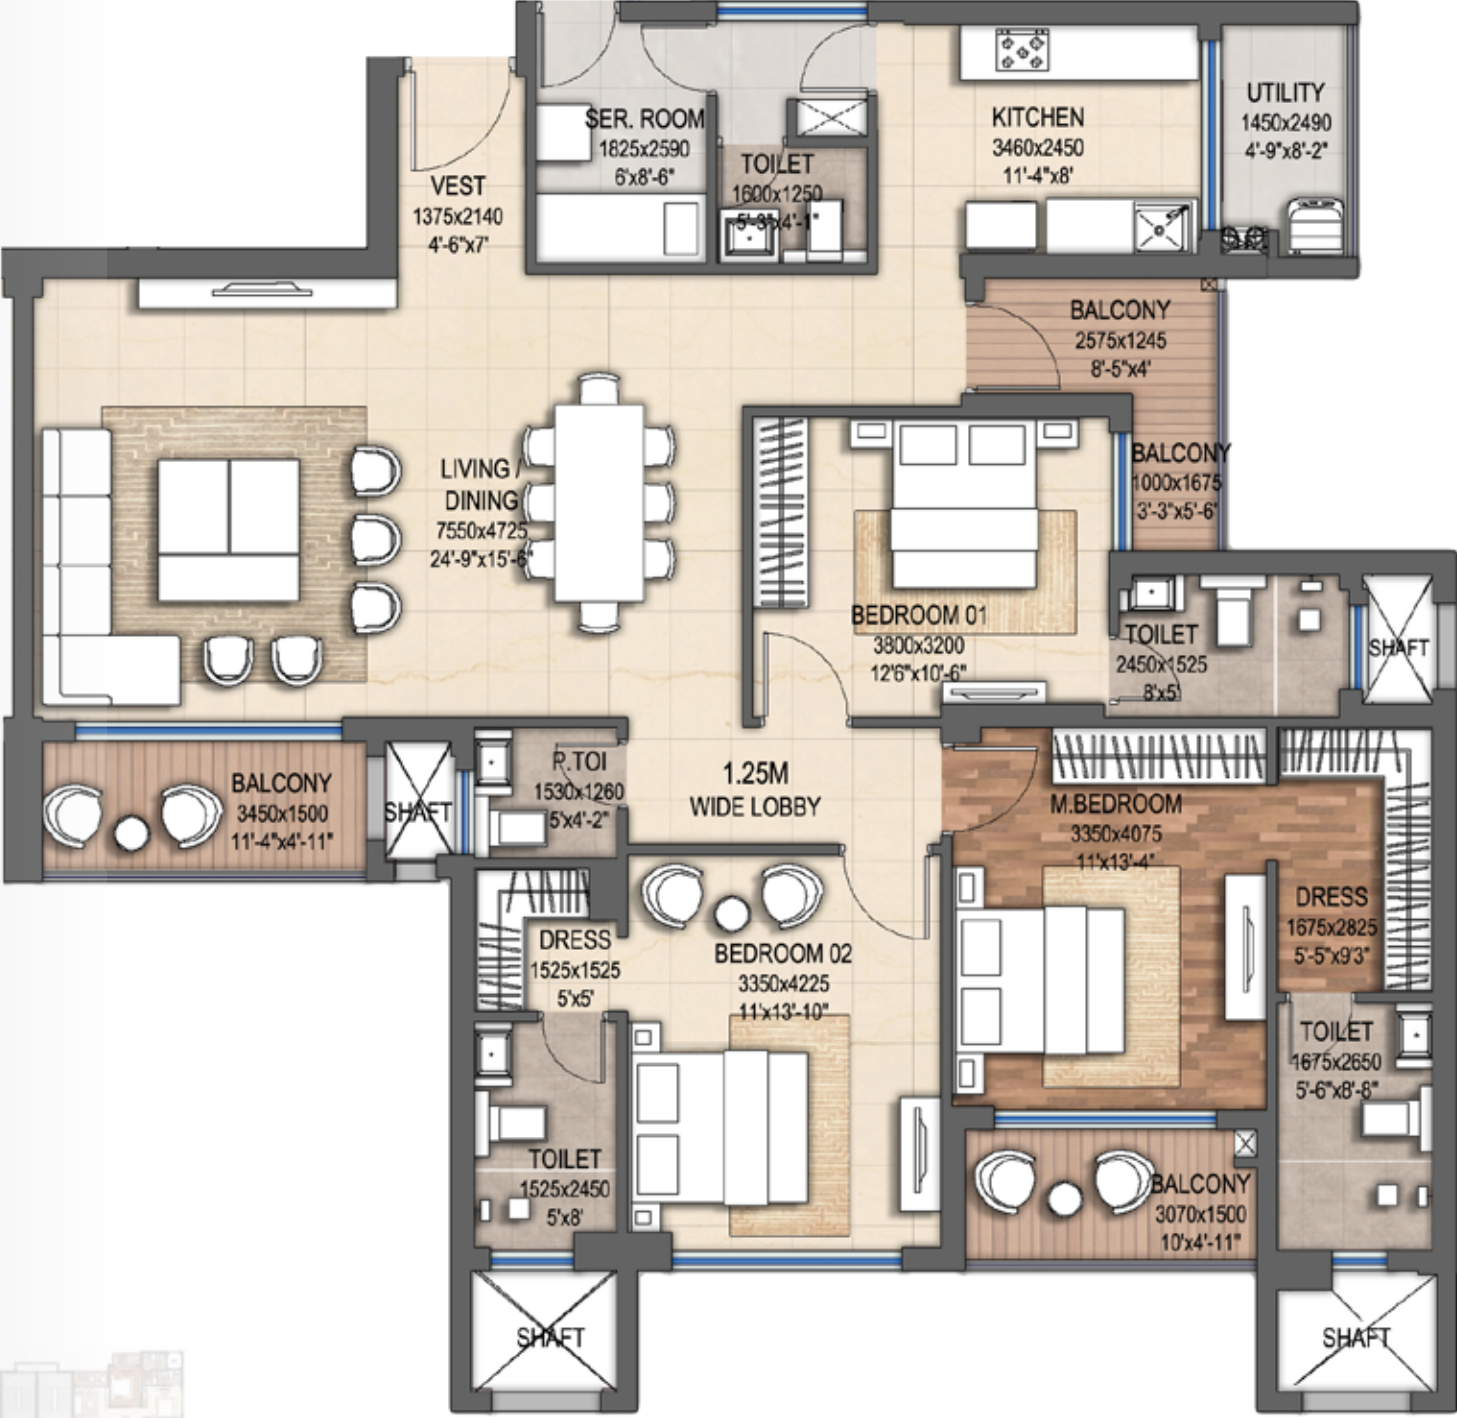 SER. ROOM
1825x2590
6'x8'-6"
TOILET
1600x1250
5'-3"x4'-1"
KITCHEN
3460x2450
11'-4"x8'
UTILITY
1450x2490
4'-9"x8'-2"
VEST
1375x2140
4'-6"x7'
BALCONY
2575x1245
8'-5"x4'
LIVING /
DINING
7550x4725
24'-9"x15'-6"
BALCONY
1000x1675
3'-3"x5'-6"
BEDROOM 01
3800x3200
12'6"x10'-6"
TOILET
2450x1525
8'x5'
SHAFT
BALCONY
3450x1500
11'-4"x4'-11"
SHAFT
P.TOI
1530x1260
5'x4'-2"
1.25M
WIDE LOBBY
M.BEDROOM
3350x4075
11'x13'-4"
DRESS
1675x2825
5'-5"x9'3"
DRESS
1525x1525
5'x5'
BEDROOM 02
3350x4225
11'x13'-10"
TOILET
1675x2650
5'-6"x8'-8"
TOILET
1525x2450
5'x8'
BALCONY
3070x1500
10'x4'-11"
SHAFT
SHAFT